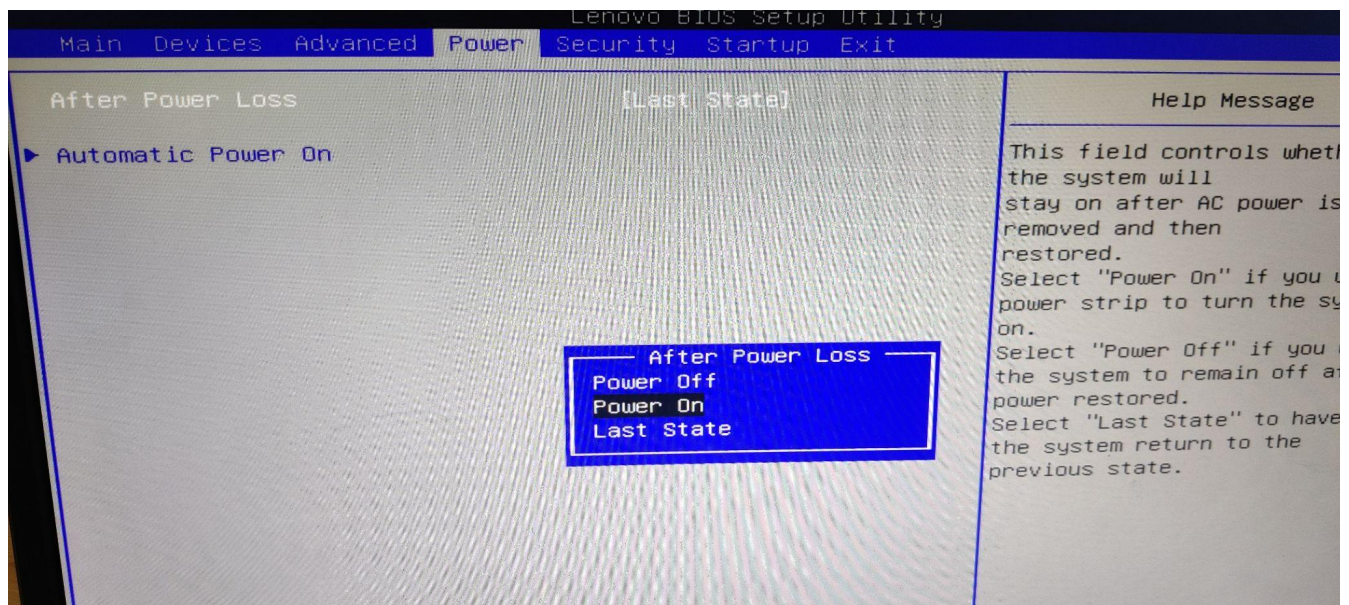 Lenovo BIOS Setup Utility
Main Devices Advanced Power Security Startup Exit
After Power Loss [Last State]
Automatic Power On
After Power Loss
Power Off
Power On
Last State
Help Message
This field controls
the system will
stay on after AC power is
removed and then
restored.
Select "Power On" if you
power strip to turn the
on.
Select "Power Off" if you
the system to remain off
power restored.
Select "Last State" to have
the system return to the
previous state.